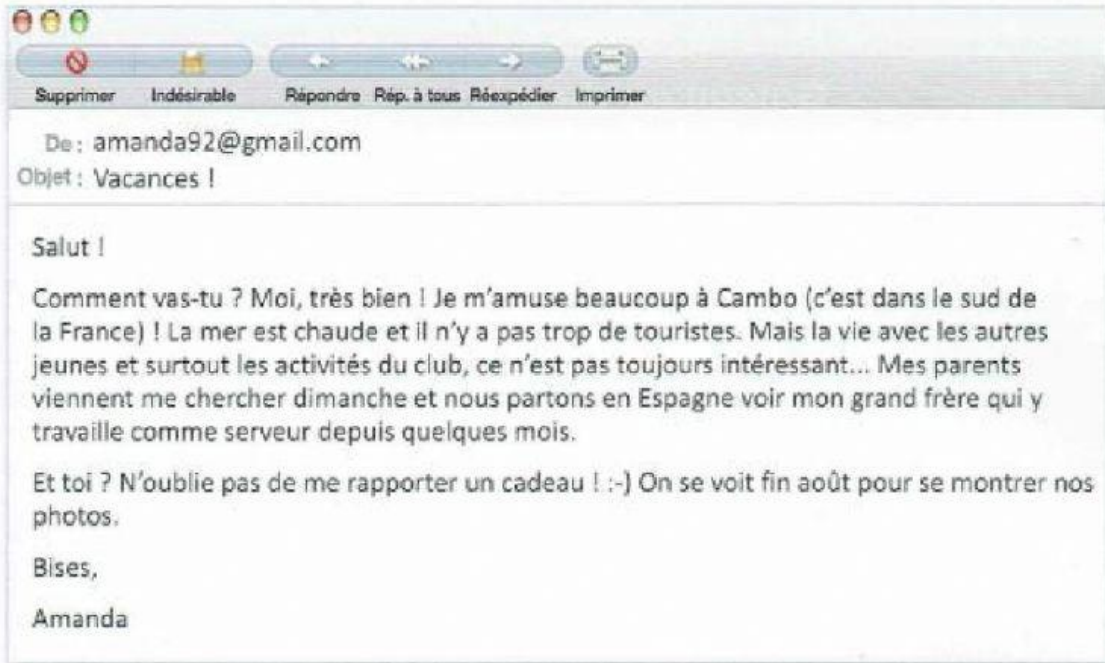 Supprimer Indésirable Répondre Rép. à tous Réexpédier Imprimer
De : amanda92@gmail.com
Objet : Vacances !
Salut !
Comment vas-tu ? Moi, très bien ! Je m'amuse beaucoup à Cambo (c'est dans le sud de
la France) ! La mer est chaude et il n'y a pas trop de touristes. Mais la vie avec les autres
jeunes et surtout les activités du club, ce n'est pas toujours intéressant... Mes parents
viennent me chercher dimanche et nous partons en Espagne voir mon grand frère qui y
travaille comme serveur depuis quelques mois.
Et toi ? N'oublie pas de me rapporter un cadeau ! :-) On se voit fin août pour se montrer nos
photos.
Bises,
Amanda